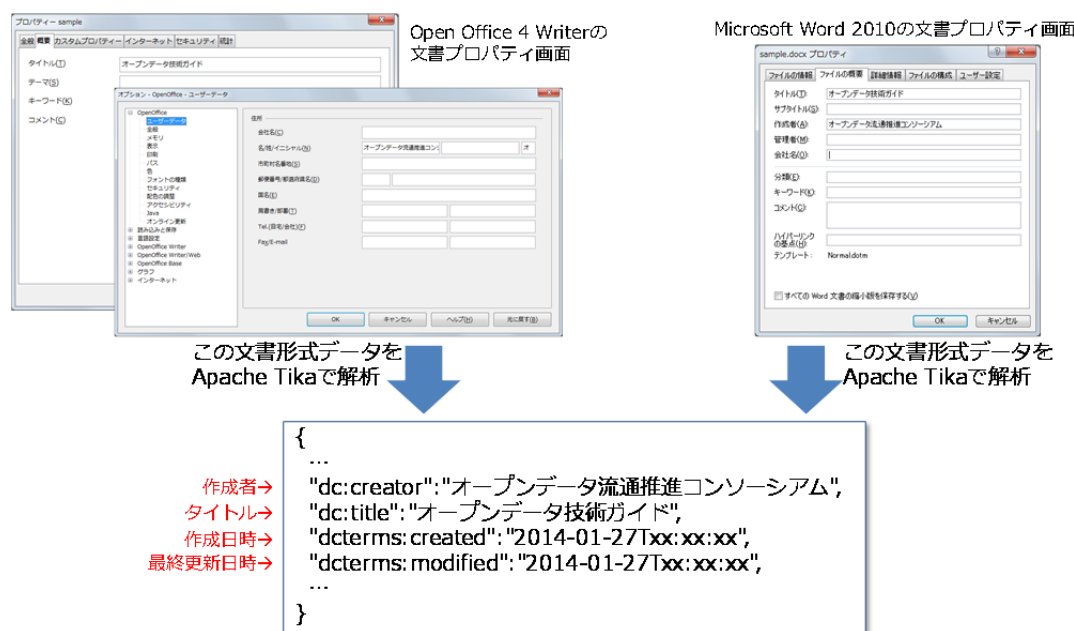 プロパティー sample
全般 概要 カスタムプロパティー インターネット セキュリティ 統計
タイトル(T) オープンデータ技術ガイド
テーマ(S)
キーワード(K)
コメント(C)
Open Office 4 Writerの
文書プロパティ画面
オプション - OpenOffice - ユーザーデータ
OpenOffice
ユーザーデータ
全般
メモリ
表示
印刷
パス
色
フォントの種類
セキュリティ
配色の調整
アクセシビリティ
Java
オンライン更新
読み込みと保存
言語設定
OpenOffice Writer
OpenOffice Writer/Web
OpenOffice Base
グラフ
インターネット
住所
会社名(C)
名/姓/イニシャル(N) オープンデータ流通推進コン オ
市町村名番地(S)
郵便番号/都道府県名(O)
国名(E)
肩書き/部署(T)
Tel.(自宅/会社)(F)
Fax/E-mail
OK キャンセル ヘルプ(H) 元に戻す(B)
Microsoft Word 2010の文書プロパティ画面
sample.docx プロパティ
ファイルの情報 ファイルの概要 詳細情報 ファイルの構成 ユーザー設定
タイトル(T): オープンデータ技術ガイド
サブタイトル(S):
作成者(A): オープンデータ流通推進コンソーシアム
管理者(M):
会社名(O):
分類(E):
キーワード(K):
コメント(C):
ハイパーリンク
の基点(H):
テンプレート: Normal.dotm
すべての Word 文書の縮小版を保存する(V)
OK キャンセル
この文書形式データを
Apache Tikaで解析
この文書形式データを
Apache Tikaで解析
{
...
作成者→ "dc:creator":"オープンデータ流通推進コンソーシアム",
タイトル→ "dc:title":"オープンデータ技術ガイド",
作成日時→ "dcterms:created":"2014-01-27Txx:xx:xx",
最終更新日時→ "dcterms:modified":"2014-01-27Txx:xx:xx",
...
}